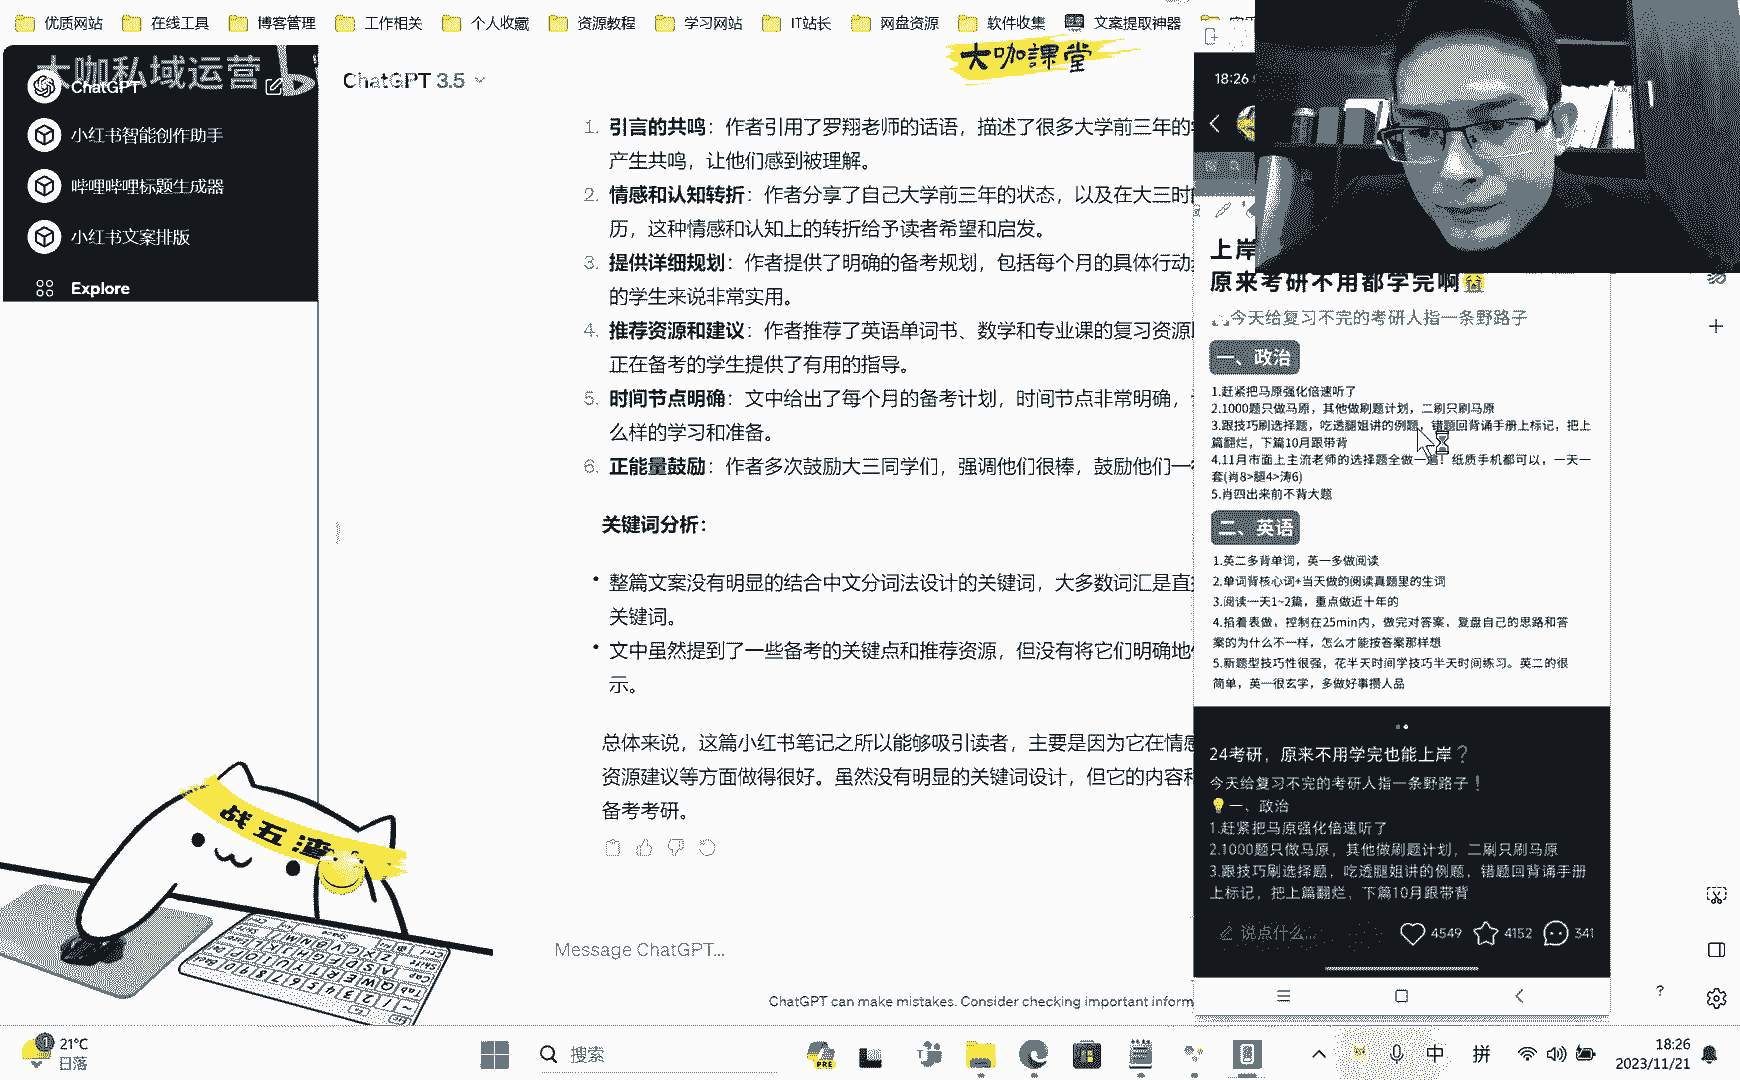 优质网站
在线工具
博客管理
工作相关
个人收藏
资源教程
学习网站
IT站长
网盘资源
软件收集
文案提取神器
大咖私域运营
ChatGPT
小红书智能创作助手
哔哩哔哩标题生成器
小红书文案排版
Explore
ChatGPT 3.5
大咖課堂
1. 引言的共鸣：作者引用了罗翔老师的话语，描述了很多大学前三年的
产生共鸣，让他们感到被理解。
2. 情感和认知转折：作者分享了自己大学前三年的状态，以及在大三时
历，这种情感和认知上的转折给予读者希望和启发。
3. 提供详细规划：作者提供了明确的备考规划，包括每个月的具体行动
的学生来说非常实用。
4. 推荐资源和建议：作者推荐了英语单词书、数学和专业课的复习资源
正在备考的学生提供了有用的指导。
5. 时间节点明确：文中给出了每个月的备考计划，时间节点非常明确，
么样的学习和准备。
6. 正能量鼓励：作者多次鼓励大三同学们，强调他们很棒，鼓励他们一
关键词分析：
• 整篇文案没有明显的结合中文分词法设计的关键词，大多数词汇是直
关键词。
• 文中虽然提到了一些备考的关键点和推荐资源，但没有将它们明确地
示。
总体来说，这篇小红书笔记之所以能够吸引读者，主要是因为它在情感
资源建议等方面做得很好。虽然没有明显的关键词设计，但它的内容和
备考考研。
Message ChatGPT...
ChatGPT can make mistakes. Consider checking important inform
18:26
上岸
原来考研不用都学完啊😭
今天给复习不完的考研人指一条野路子
一、政治
1.赶紧把马原强化倍速听了
2.1000题只做马原，其他做刷题计划，二刷只刷马原
3.跟技巧刷选择题，吃透腿姐讲的例题，错题回背诵手册上标记，把上
篇翻烂，下篇10月跟带背
4.11月市面上主流老师的选择题全做一遍！纸质手机都可以，一天一
套(肖8>腿4>涛6)
5.肖四出来前不背大题
二、英语
1.英二多背单词，英一多做阅读
2.单词背核心词+当天做的阅读真题里的生词
3.阅读一天1~2篇，重点做近十年的
4.掐着表做，控制在25min内，做完对答案，复盘自己的思路和答
案的为什么不一样，怎么才能按答案那样想
5.新题型技巧性很强，花半天时间学技巧半天时间练习。英二的很
简单，英一很玄学，多做好事攒人品
24考研，原来不用学完也能上岸❓
今天给复习不完的考研人指一条野路子❗
💡一、政治
1.赶紧把马原强化倍速听了
2.1000题只做马原，其他做刷题计划，二刷只刷马原
3.跟技巧刷选择题，吃透腿姐讲的例题，错题回背诵手册
上标记，把上篇翻烂，下篇10月跟带背
说点什么...
4549
4152
341
战五渣
21°C
日落
搜索
PRE
中
拼
18:26
2023/11/21